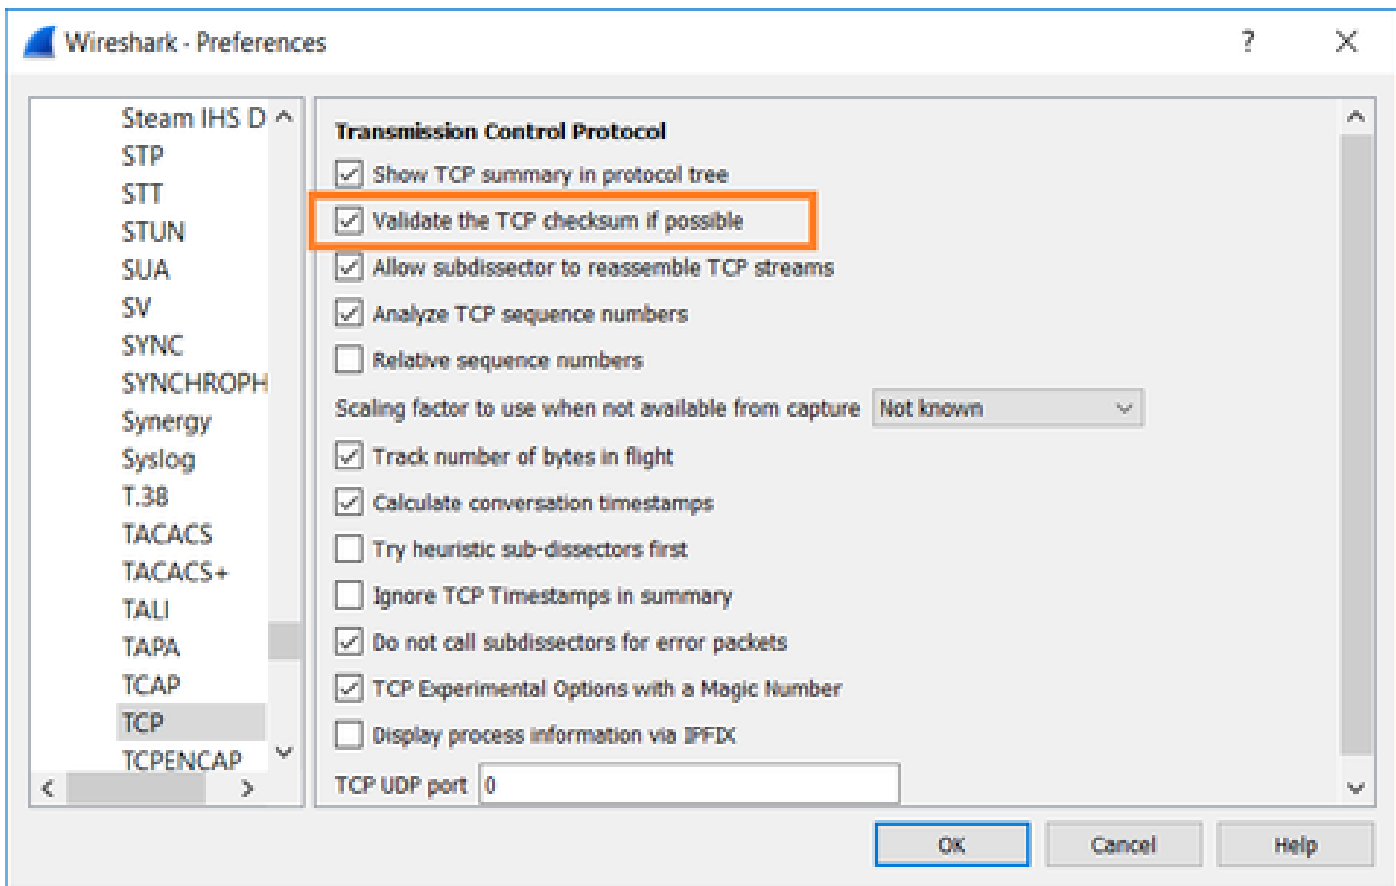 Wireshark - Preferences
?
Steam IHS D
STP
STT
STUN
SUA
SV
SYNC
SYNCHROPH
Synergy
Syslog
T.38
TACACS
TACACS+
TALI
TAPA
TCAP
TCP
TCPENCAP
Transmission Control Protocol
Show TCP summary in protocol tree
Validate the TCP checksum if possible
Allow subdissector to reassemble TCP streams
Analyze TCP sequence numbers
Relative sequence numbers
Scaling factor to use when not available from capture Not known
Track number of bytes in flight
Calculate conversation timestamps
Try heuristic sub-dissectors first
Ignore TCP Timestamps in summary
Do not call subdissectors for error packets
TCP Experimental Options with a Magic Number
Display process information via IPFIX
TCP UDP port 0
OK Cancel Help